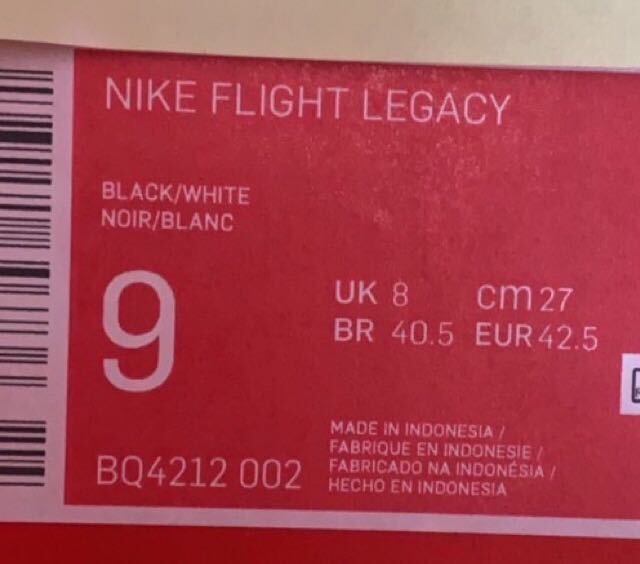 NIKE FLIGHT LEGACY
BLACK/WHITE
NOIR/BLANC
9
UK 8 cm 27
BR 40.5 EUR 42.5
BQ4212 002
MADE IN INDONESIA /
FABRIQUE EN INDONESIE /
FABRICADO NA INDONÉSIA /
HECHO EN INDONESIA